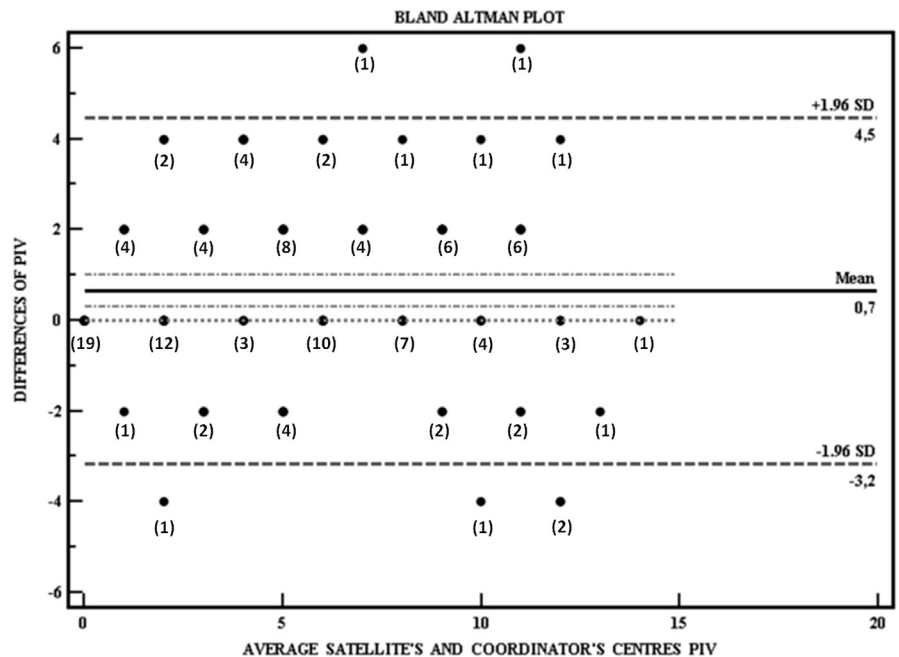 BLAND ALTMAN PLOT
6
(1) (1)
+1.96 SD
4,5
4
(2) (4) (2) (1) (1) (1)
2
(4) (4) (8) (4) (6) (6)
Mean
0,7
0
(19) (12) (3) (10) (7) (4) (3) (1)
-2
(1) (2) (4) (2) (2) (1)
-1.96 SD
-3,2
-4
(1) (1) (2)
-6
0 5 10 15 20
DIFFERENCES OF PIV
AVERAGE SATELLITE'S AND COORDINATOR'S CENTRES PIV